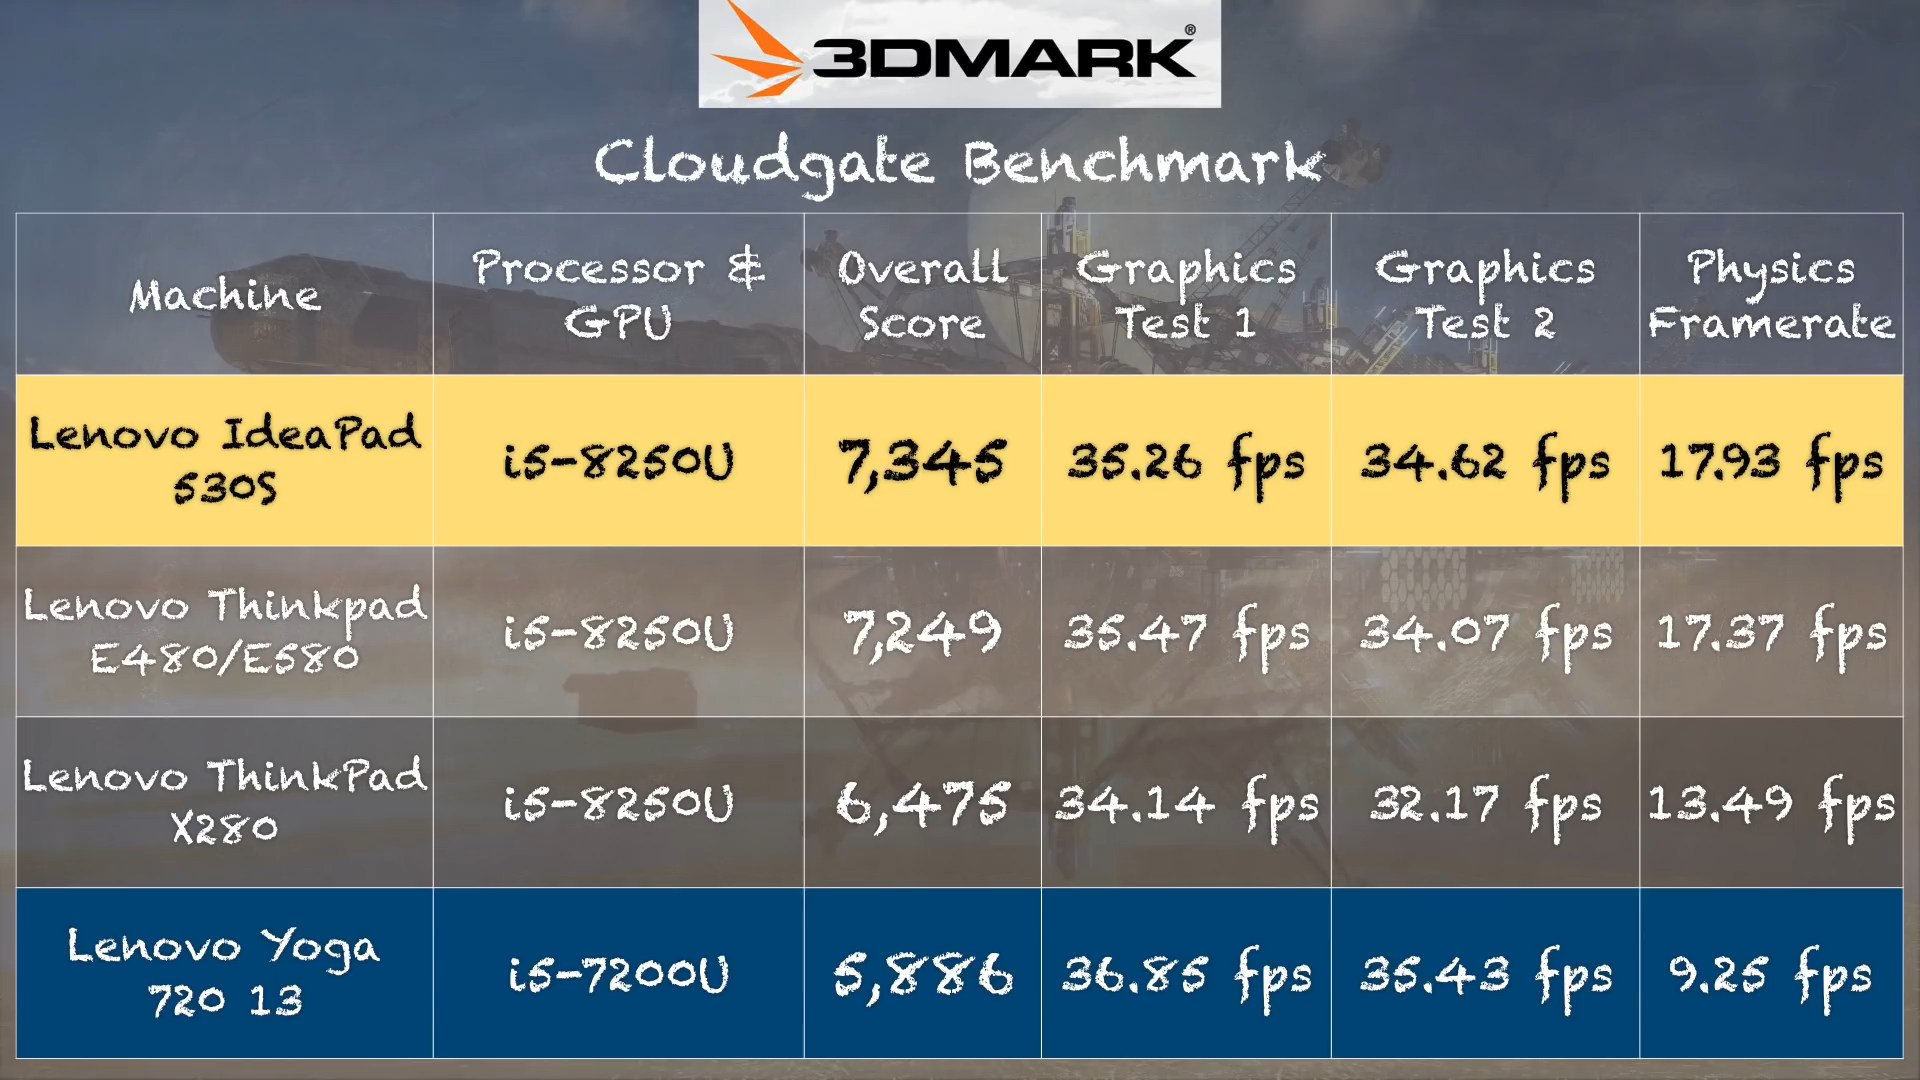 3DMARK®
Cloudgate Benchmark
Machine
Processor &
GPU
Overall
Score
Graphics
Test 1
Graphics
Test 2
Physics
Framerate
Lenovo IdeaPad
530S
i5-8250U
7,345
35.26 fps
34.62 fps
17.93 fps
Lenovo Thinkpad
E480/E580
i5-8250U
7,249
35.47 fps
34.07 fps
17.37 fps
Lenovo ThinkPad
X280
i5-8250U
6,475
34.14 fps
32.17 fps
13.49 fps
Lenovo Yoga
720 13
i5-7200U
5,886
36.85 fps
35.43 fps
9.25 fps